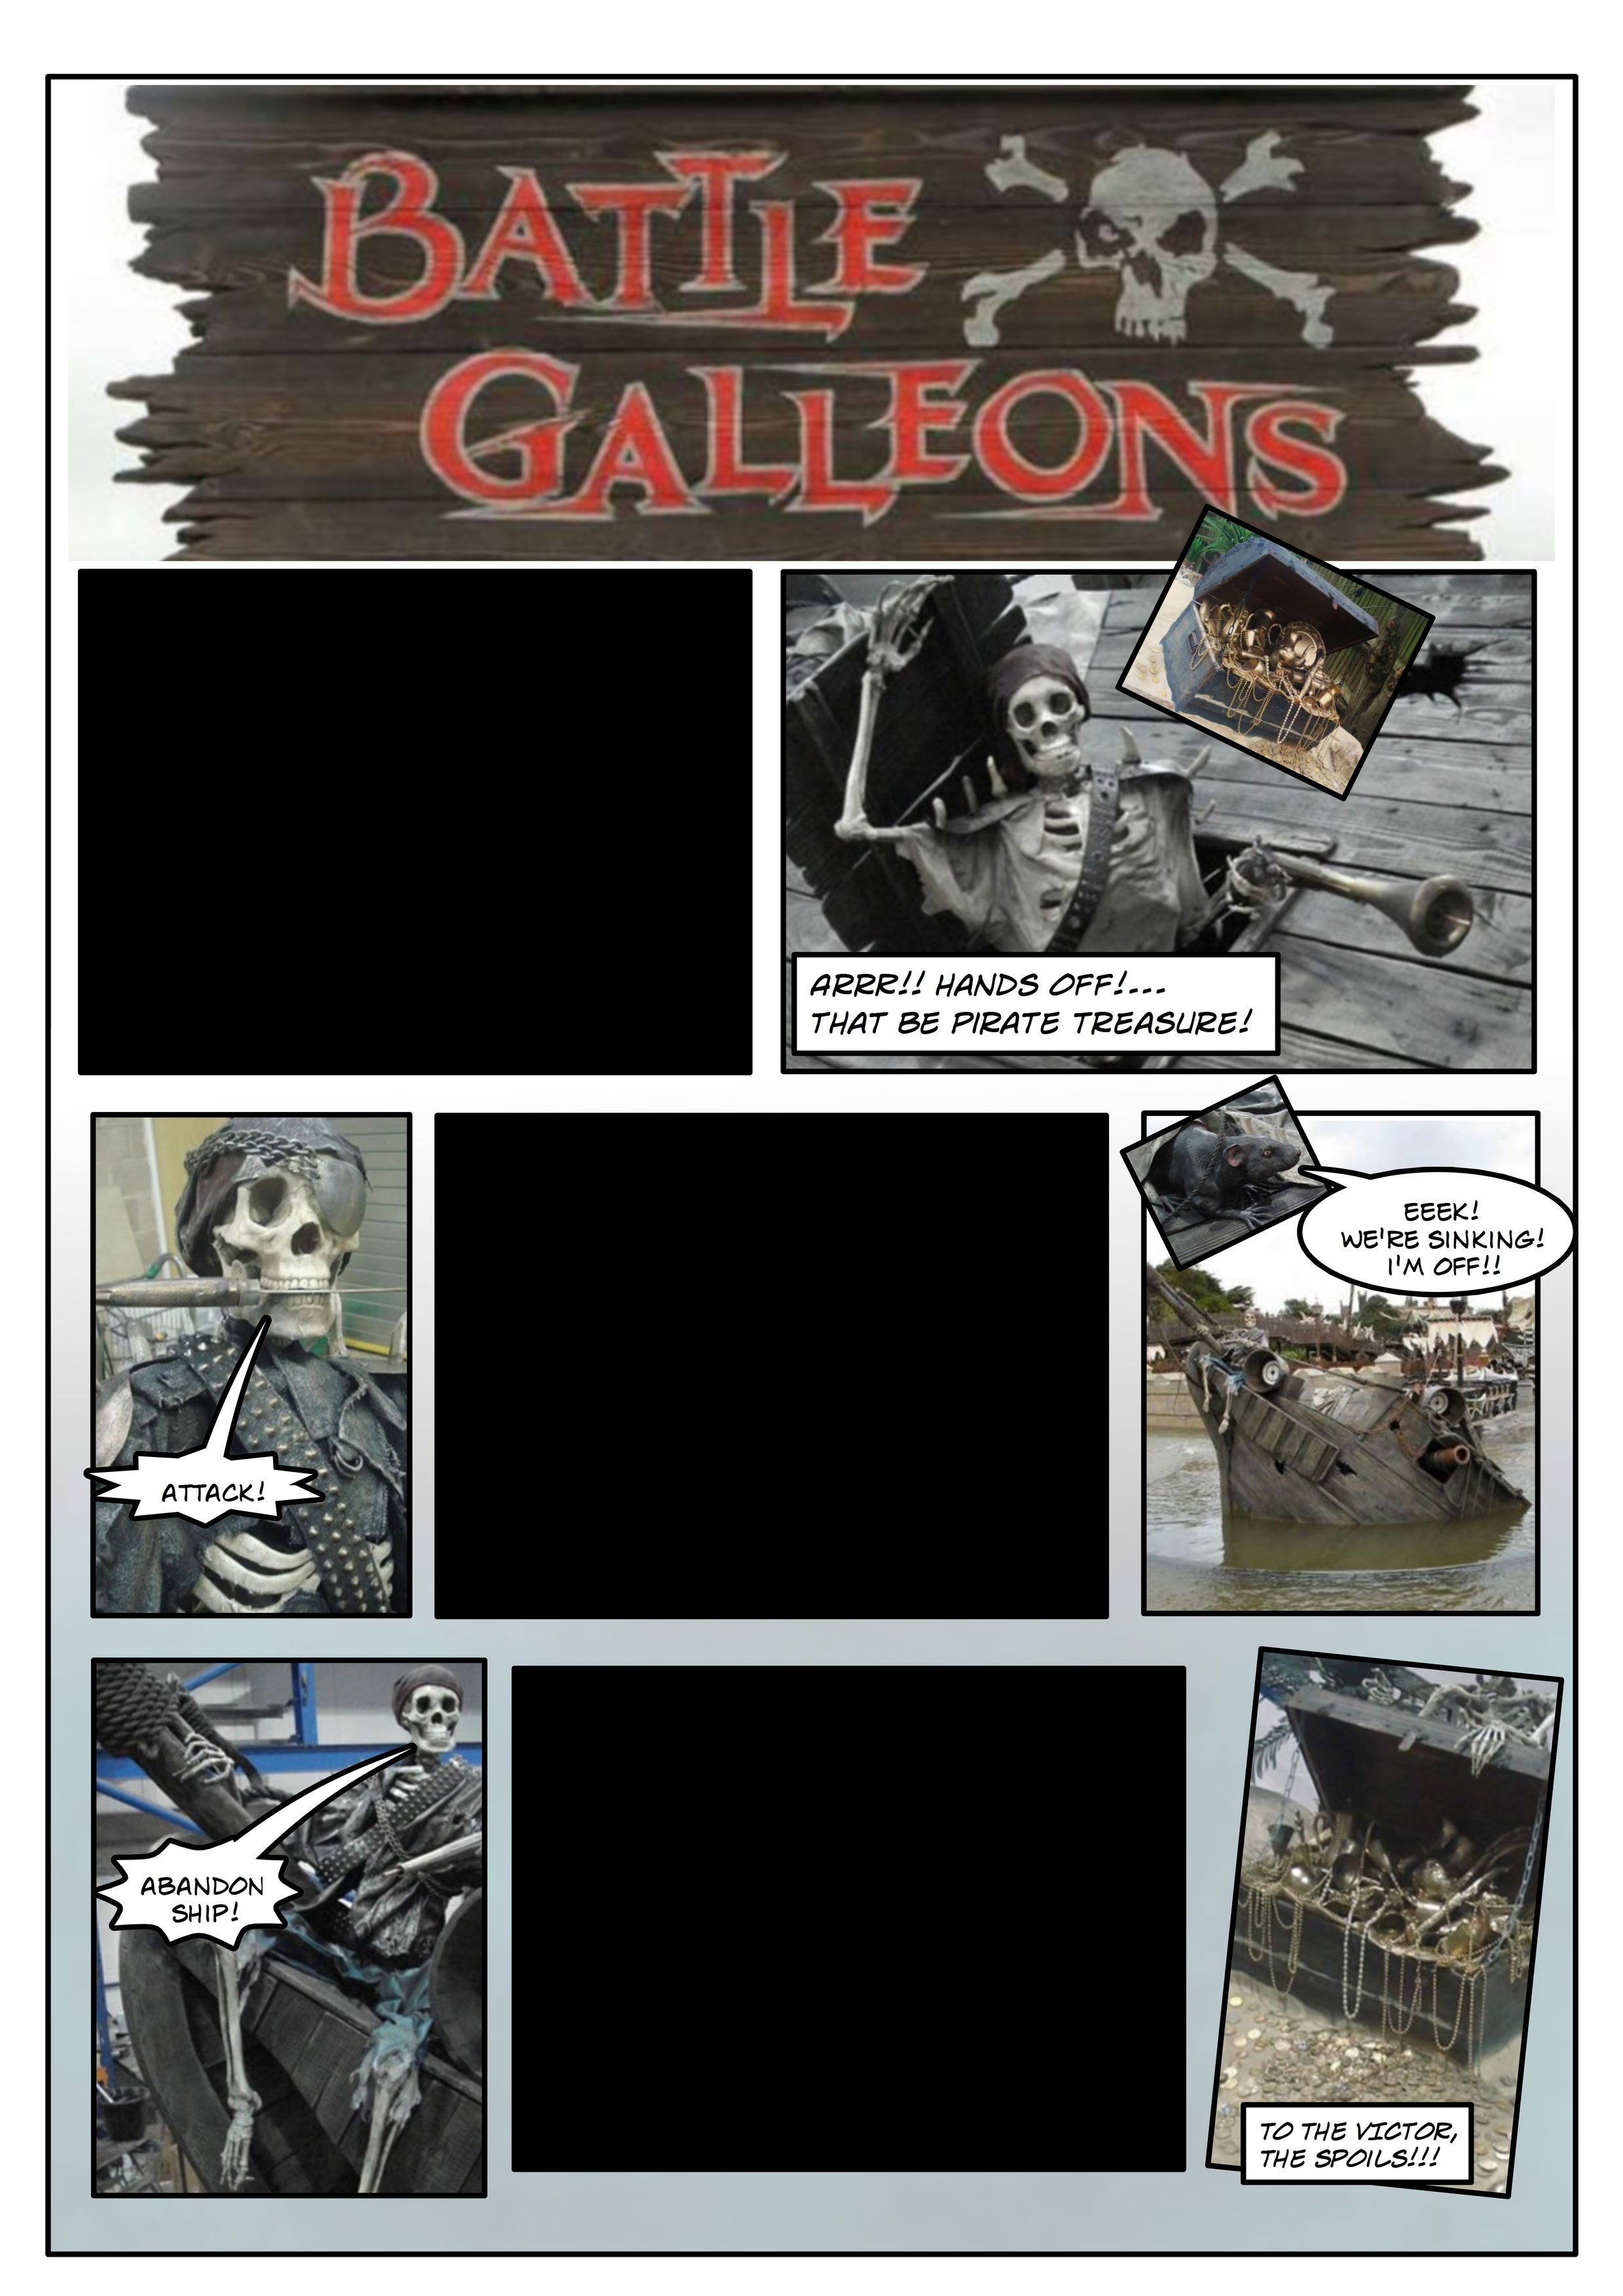 BATTLE
GALLEONS
ARRR!! HANDS OFF!...
THAT BE PIRATE TREASURE!
ATTACK!
EEEK!
WE'RE SINKING!
I'M OFF!!
ABANDON
SHIP!
TO THE VICTOR,
THE SPOILS!!!